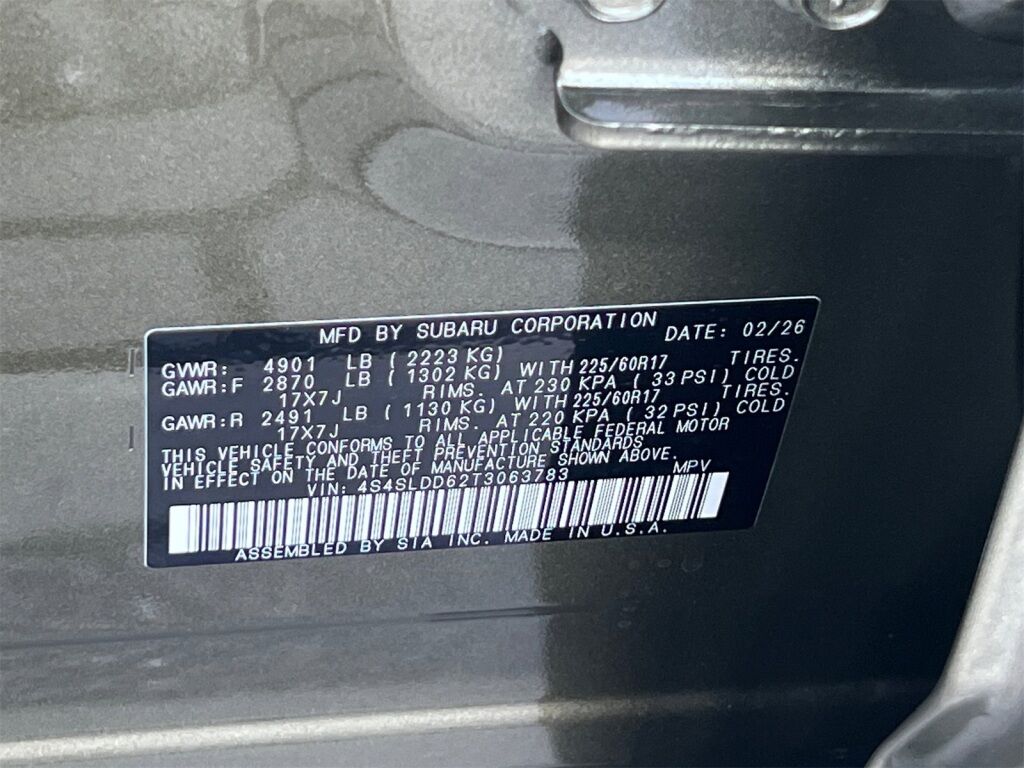 MFD BY SUBARU CORPORATION DATE: 02/26
GVWR: 4901 LB ( 2223 KG)
GAWR:F 2870 LB ( 1302 KG) WITH 225/60R17 TIRES.
17X7J RIMS. AT 230 KPA ( 33 PSI) COLD
GAWR:R 2491 LB ( 1130 KG) WITH 225/60R17 TIRES.
17X7J RIMS. AT 220 KPA ( 32 PSI) COLD
THIS VEHICLE CONFORMS TO ALL APPLICABLE FEDERAL MOTOR
VEHICLE SAFETY AND THEFT PREVENTION STANDARDS
IN EFFECT ON THE DATE OF MANUFACTURE SHOWN ABOVE.
VIN: 4S4SLDD62T3063783 MPV
ASSEMBLED BY SIA INC. MADE IN U.S.A.